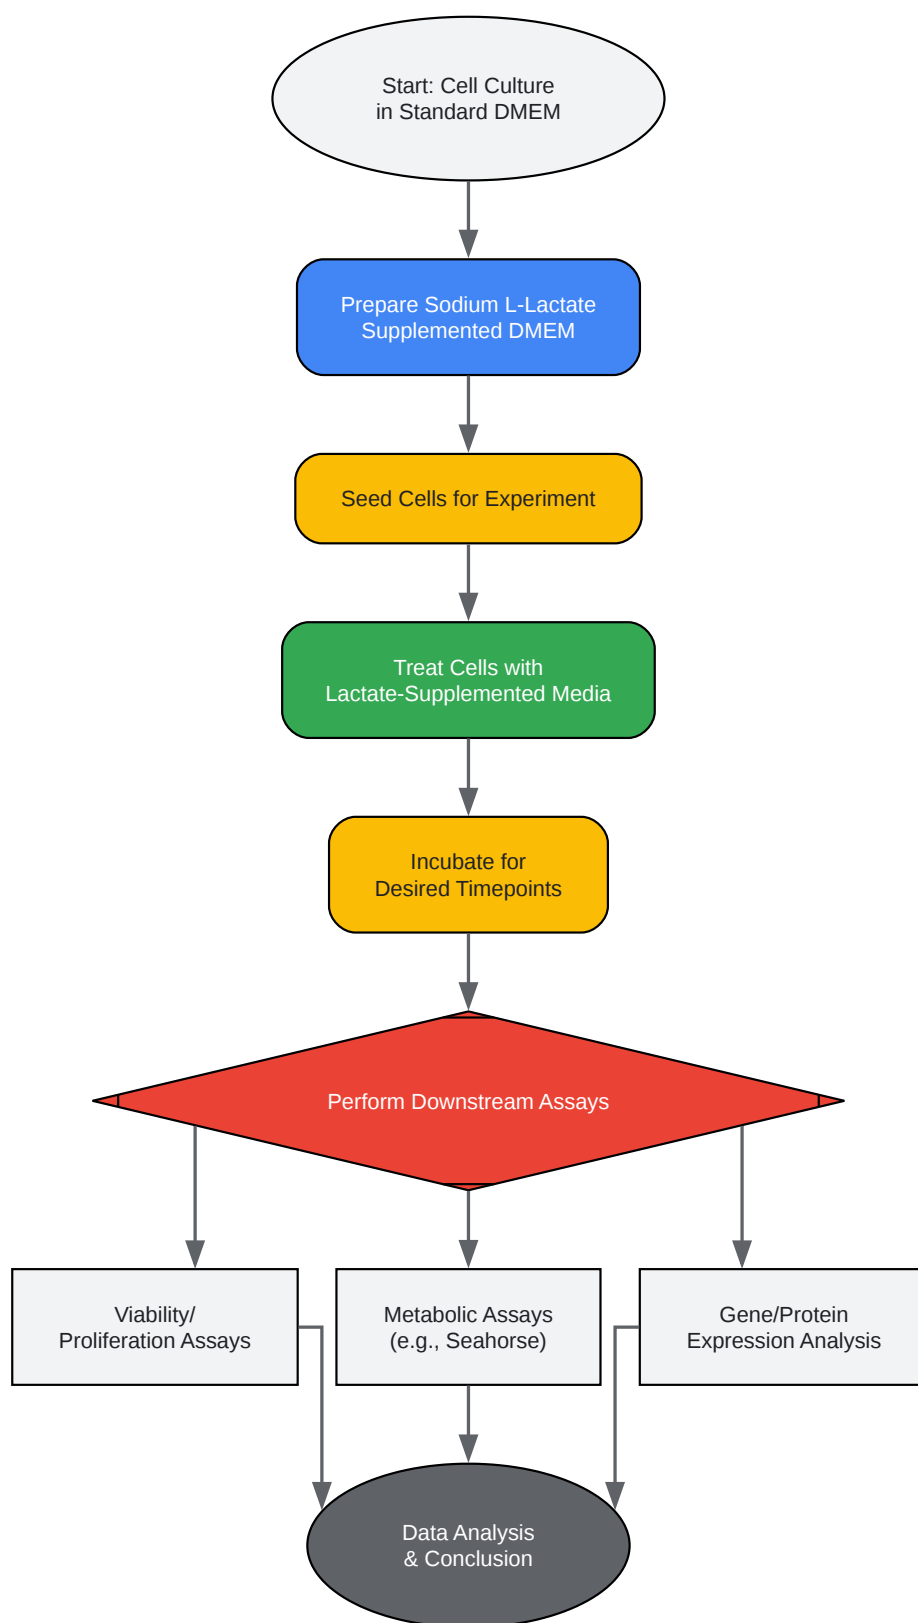 Start: Cell Culture
in Standard DMEM
Prepare Sodium L-Lactate
Supplemented DMEM
Seed Cells for Experiment
Treat Cells with
Lactate-Supplemented Media
Incubate for
Desired Timepoints
Perform Downstream Assays
Viability/
Proliferation Assays
Metabolic Assays
(e.g., Seahorse)
Gene/Protein
Expression Analysis
Data Analysis
& Conclusion